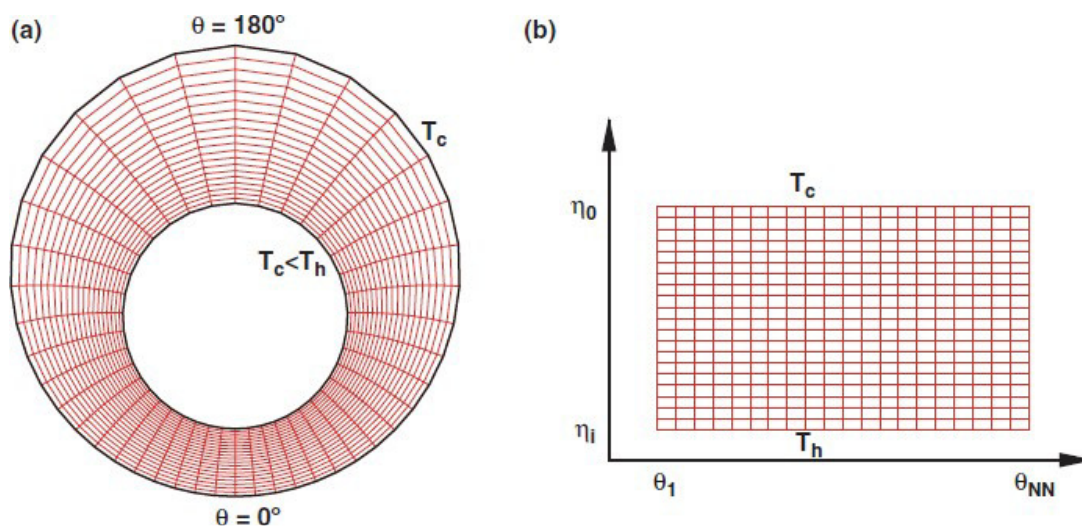 (a)
θ = 180°
T_c
T_c<T_h
θ = 0°
(b)
T_c
η_0
η_i
T_h
θ_1
θ_NN